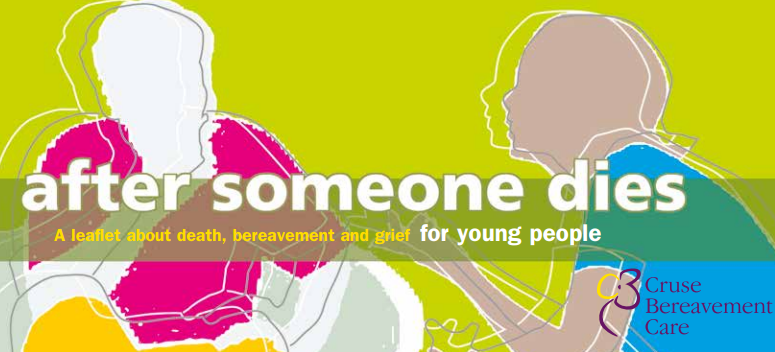 after someone dies
A leaflet about death, bereavement and grief for young people
Cruse
Bereavement
Care